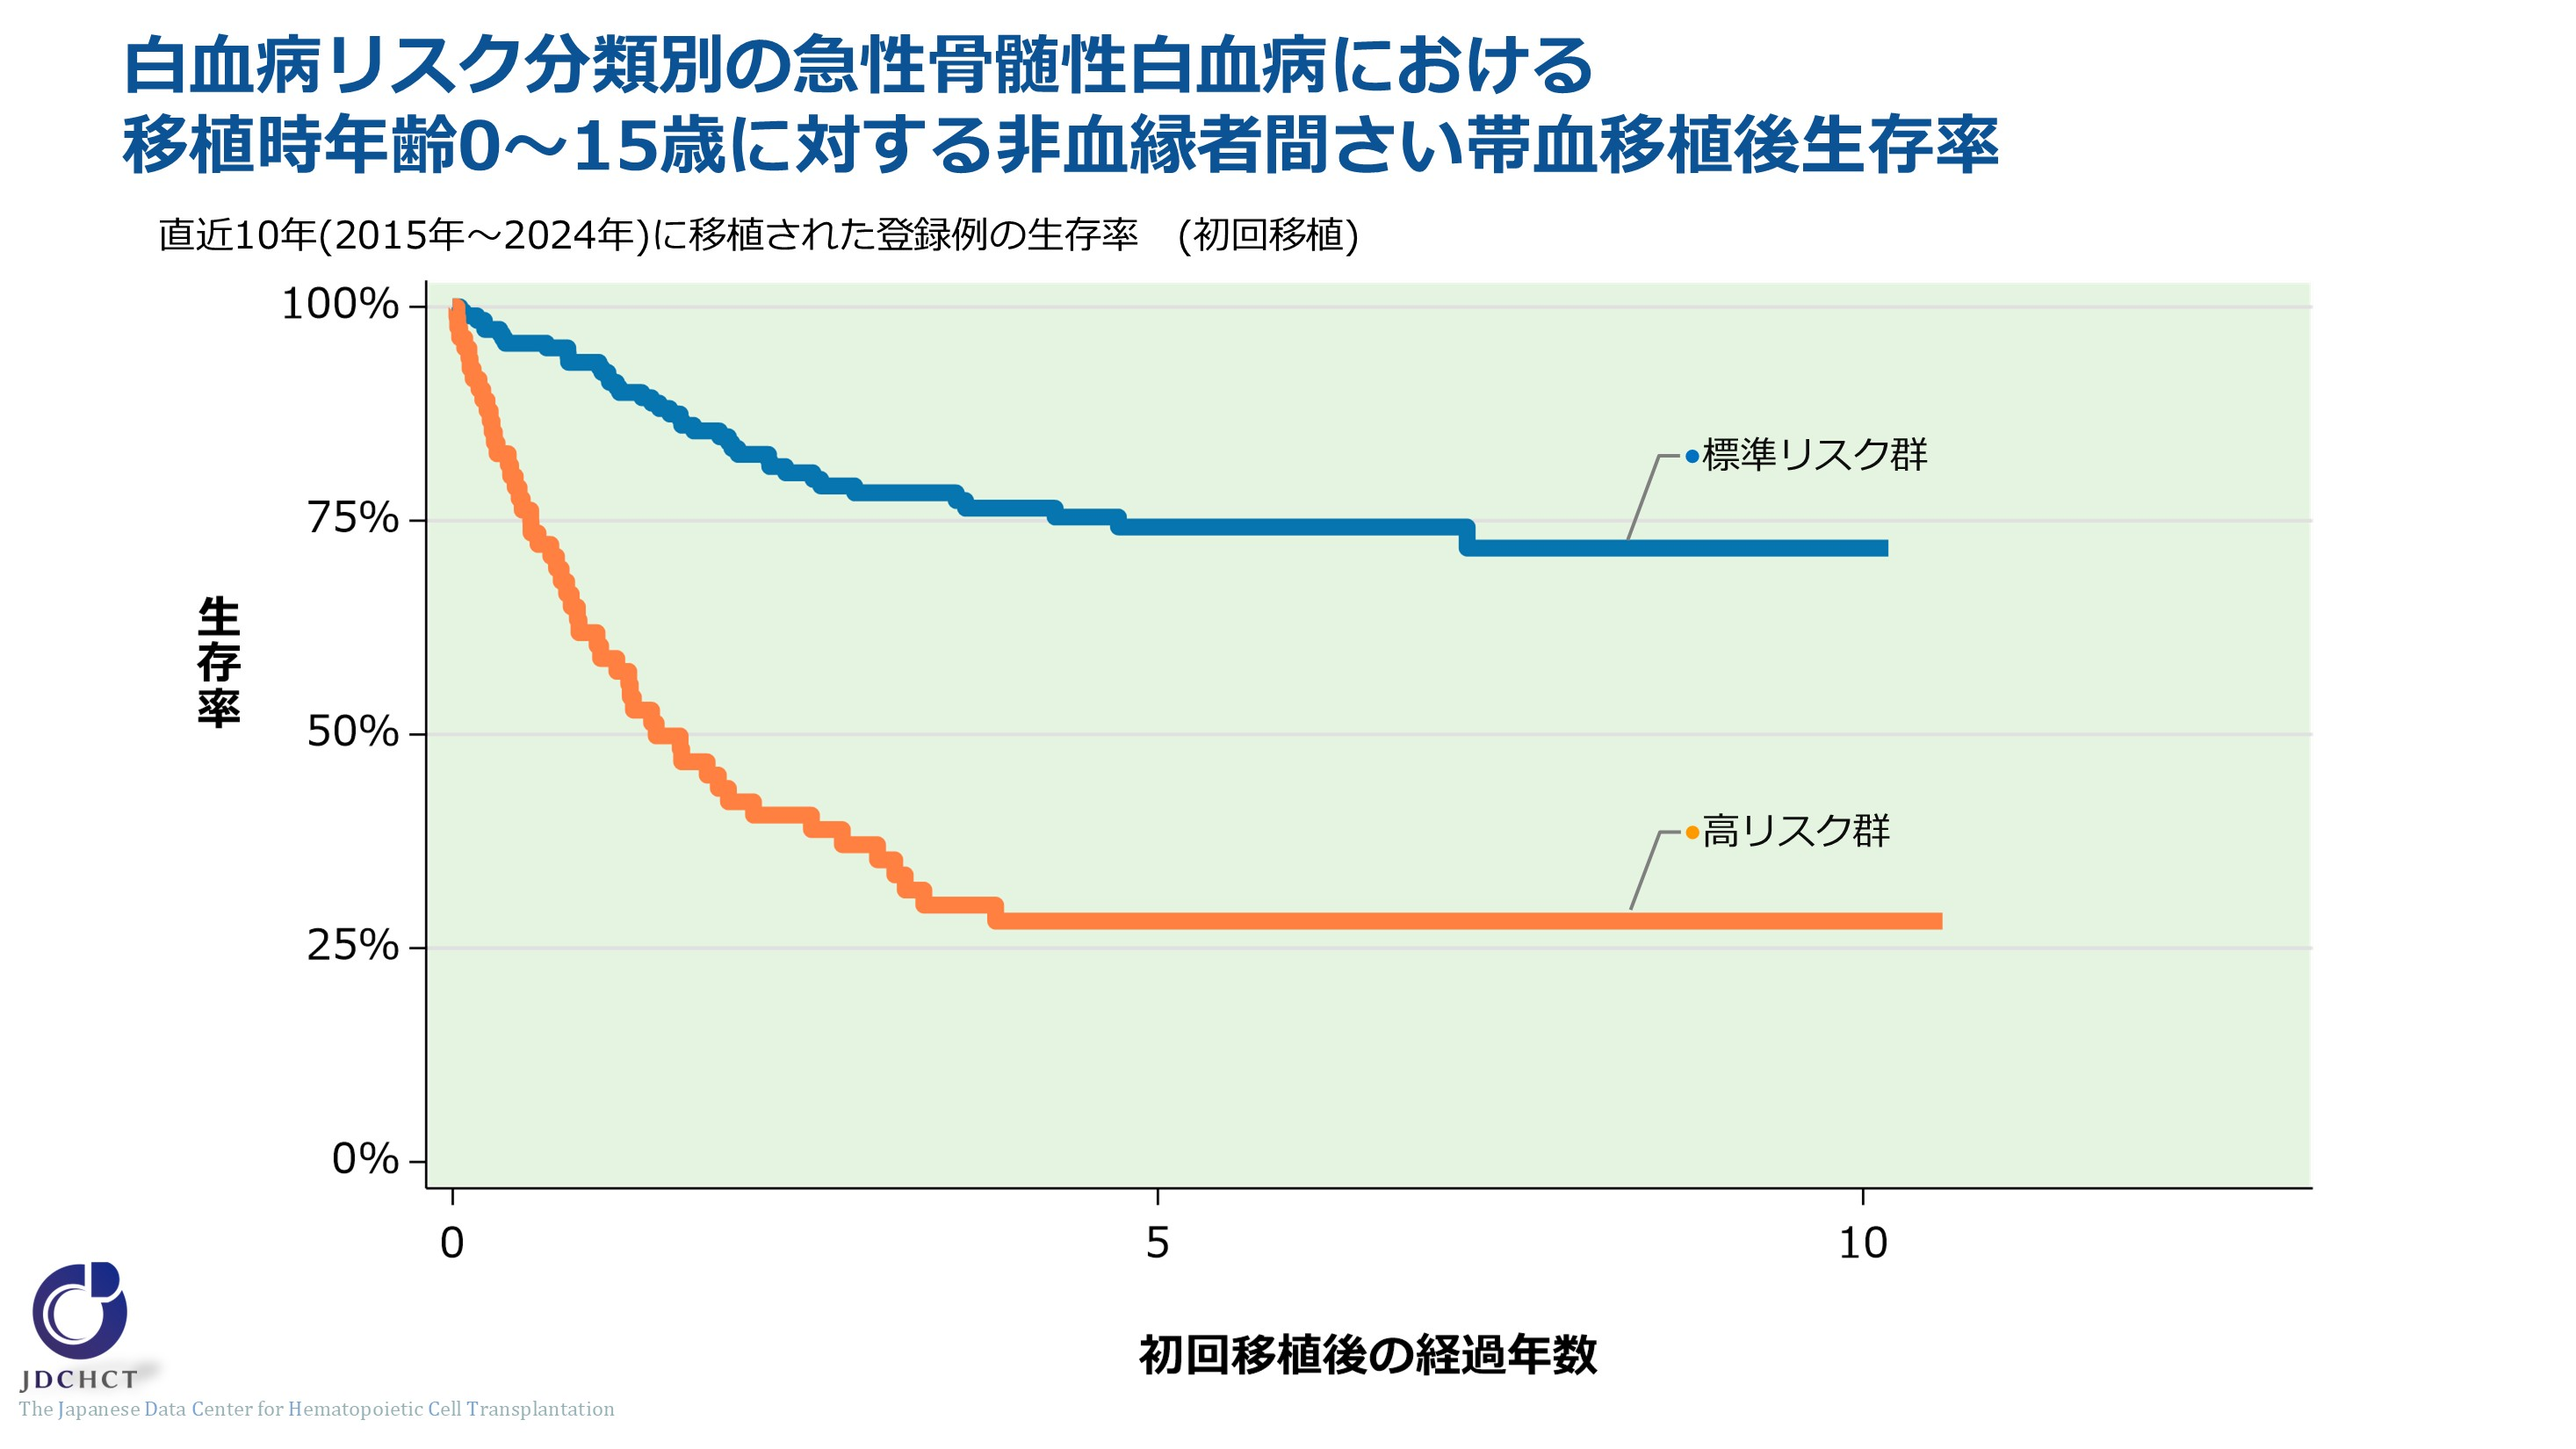 白血病リスク分類別の急性骨髄性白血病における
移植時年齢0～15歳に対する非血縁者間さい帯血移植後生存率
直近10年(2015年～2024年)に移植された登録例の生存率　(初回移植)
100%
75%
50%
25%
0%
生存率
標準リスク群
高リスク群
0
5
10
初回移植後の経過年数
JDCHCT
The Japanese Data Center for Hematopoietic Cell Transplantation